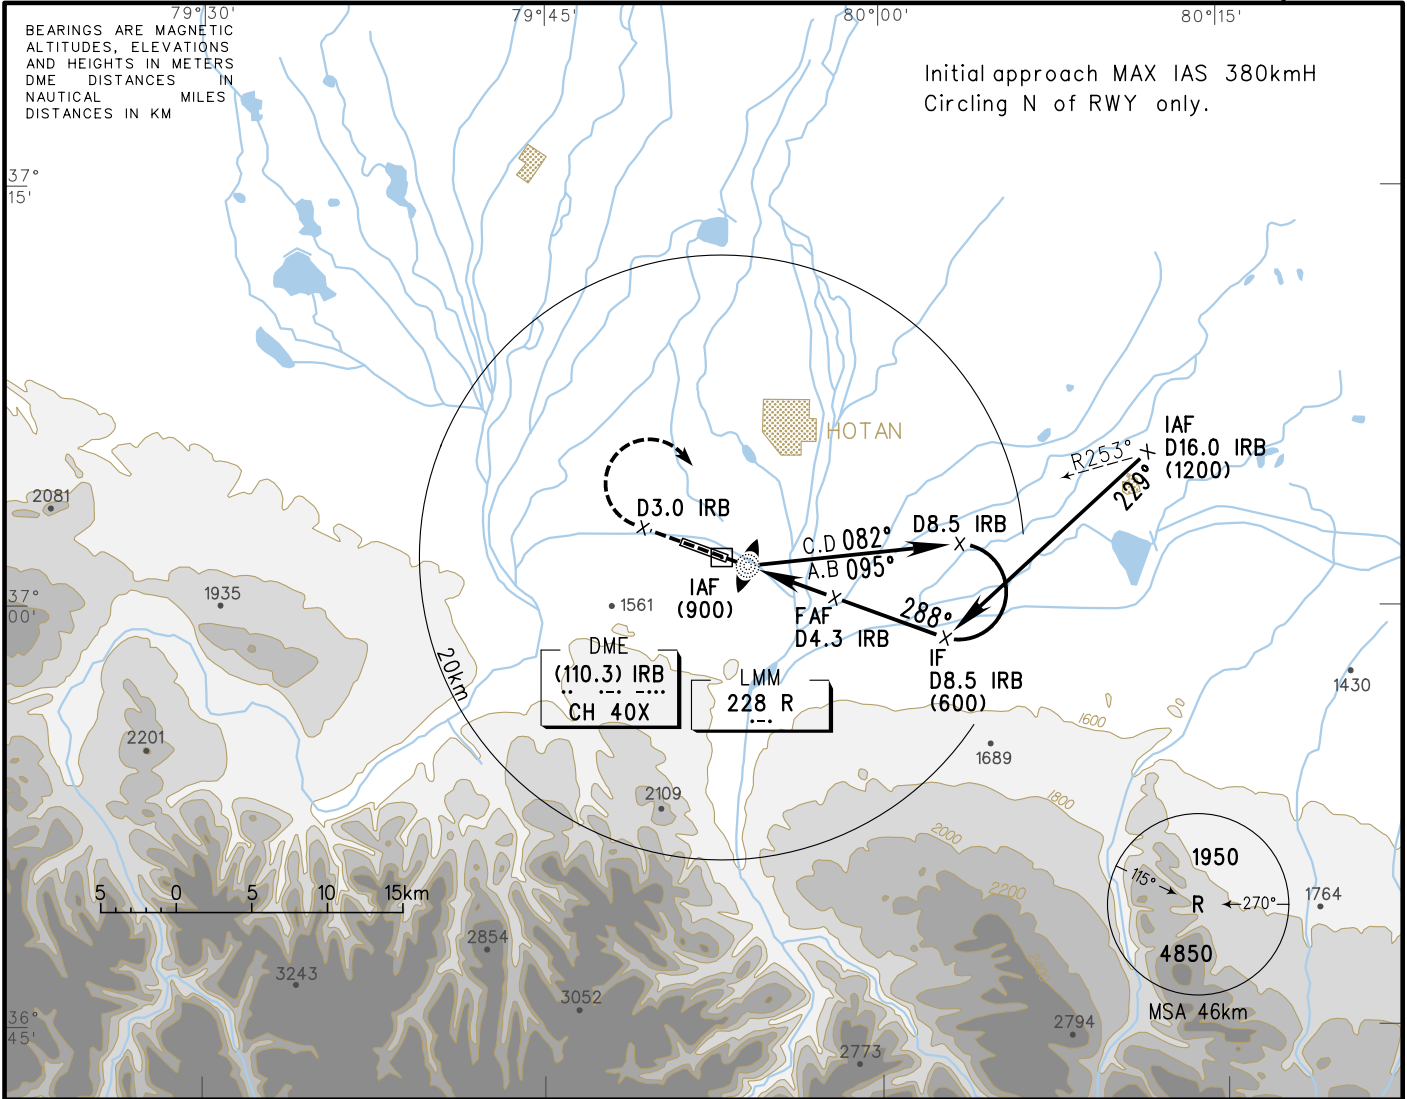 79°30'
79°45'
80°00'
80°15'
BEARINGS ARE MAGNETIC
ALTITUDES, ELEVATIONS
AND HEIGHTS IN METERS
DME DISTANCES IN
NAUTICAL MILES
DISTANCES IN KM
Initial approach MAX IAS 380kmH
Circling N of RWY only.
37°
15'
HOTAN
IAF
D16.0 IRB
(1200)
R253°
229°
2081
D3.0 IRB
D8.5 IRB
C.D 082°
A.B 095°
IAF
(900)
288°
FAF
D4.3 IRB
1935
1561
37°
00'
IF
D8.5 IRB
(600)
DME
(110.3) IRB
.. .-. -...
CH 40X
LMM
228 R
.-.
20km
1430
1600
2201
1689
2109
1800
2000
2200
1950
115°
R
270°
4850
MSA 46km
1764
5 0 5 10 15km
2854
3243
3052
2794
2773
36°
45'